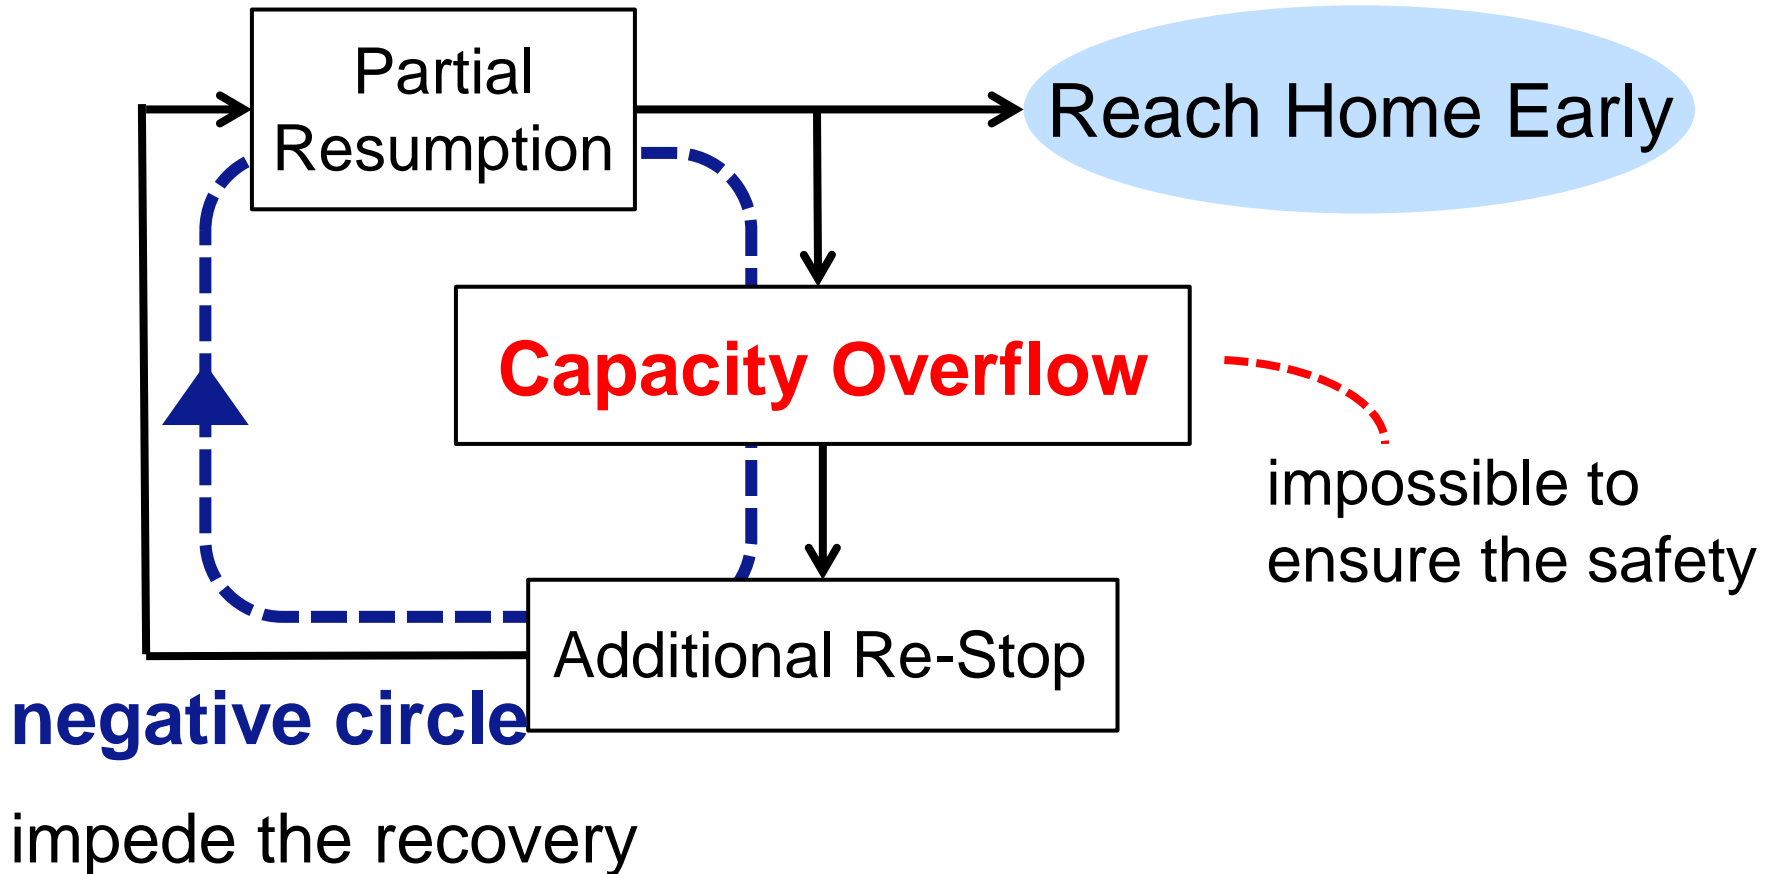 Partial
Resumption
Reach Home Early
Capacity Overflow
impossible to
ensure the safety
Additional Re-Stop
negative circle
impede the recovery